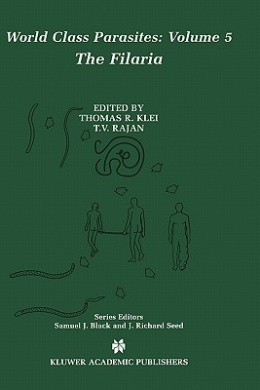 World Class Parasites: Volume 5
The Filaria
EDITED BY
THOMAS R. KLEI
T.V. RAJAN
Series Editors
Samuel J. Black and J. Richard Seed
KLUWER ACADEMIC PUBLISHERS